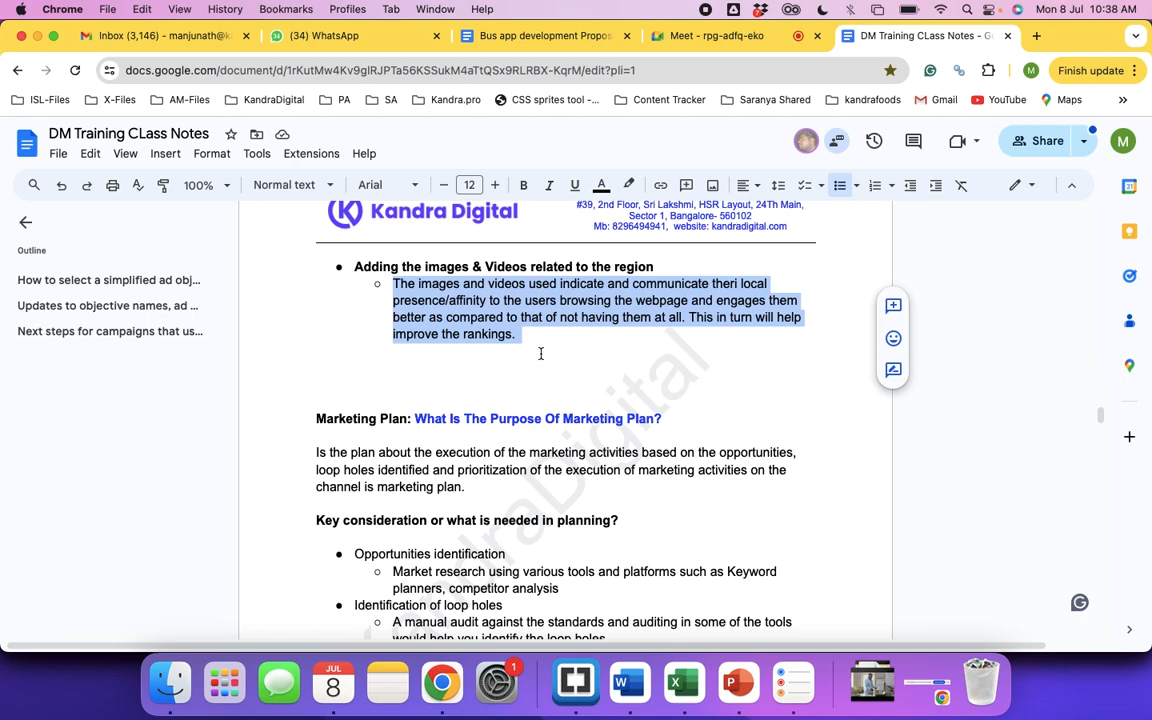 Chrome File Edit View History Bookmarks Profiles Tab Window Help Mon 8 Jul 10:38 AM
Inbox (3,146) - manjunath@k (34) WhatsApp Bus app development Propos Meet - rpg-adfq-eko DM Training CLass Notes - Go
docs.google.com/document/d/1rKutMw4Kv9glRJPTa56KSSukM4aTtQSx9RLRBX-KqrM/edit?pli=1 M Finish update
ISL-Files X-Files AM-Files KandraDigital PA SA Kandra.pro CSS sprites tool -... Content Tracker Saranya Shared kandrafoods Gmail YouTube Maps »
DM Training CLass Notes Share M
File Edit View Insert Format Tools Extensions Help
100% Normal text Arial 12 B I U A
Kandra Digital
#39, 2nd Floor, Sri Lakshmi, HSR Layout, 24Th Main,
Sector 1, Bangalore- 560102
Mb: 8296494941, website: kandradigital.com
Outline
How to select a simplified ad obj...
Updates to objective names, ad ...
Next steps for campaigns that us...
● Adding the images & Videos related to the region
○ The images and videos used indicate and communicate theri local
presence/affinity to the users browsing the webpage and engages them
better as compared to that of not having them at all. This in turn will help
improve the rankings.
Marketing Plan: What Is The Purpose Of Marketing Plan?
Is the plan about the execution of the marketing activities based on the opportunities,
loop holes identified and prioritization of the execution of marketing activities on the
channel is marketing plan.
Key consideration or what is needed in planning?
● Opportunities identification
○ Market research using various tools and platforms such as Keyword
planners, competitor analysis
● Identification of loop holes
○ A manual audit against the standards and auditing in some of the tools
would help you identify the loop holes
andraDigital
JUL
8
1